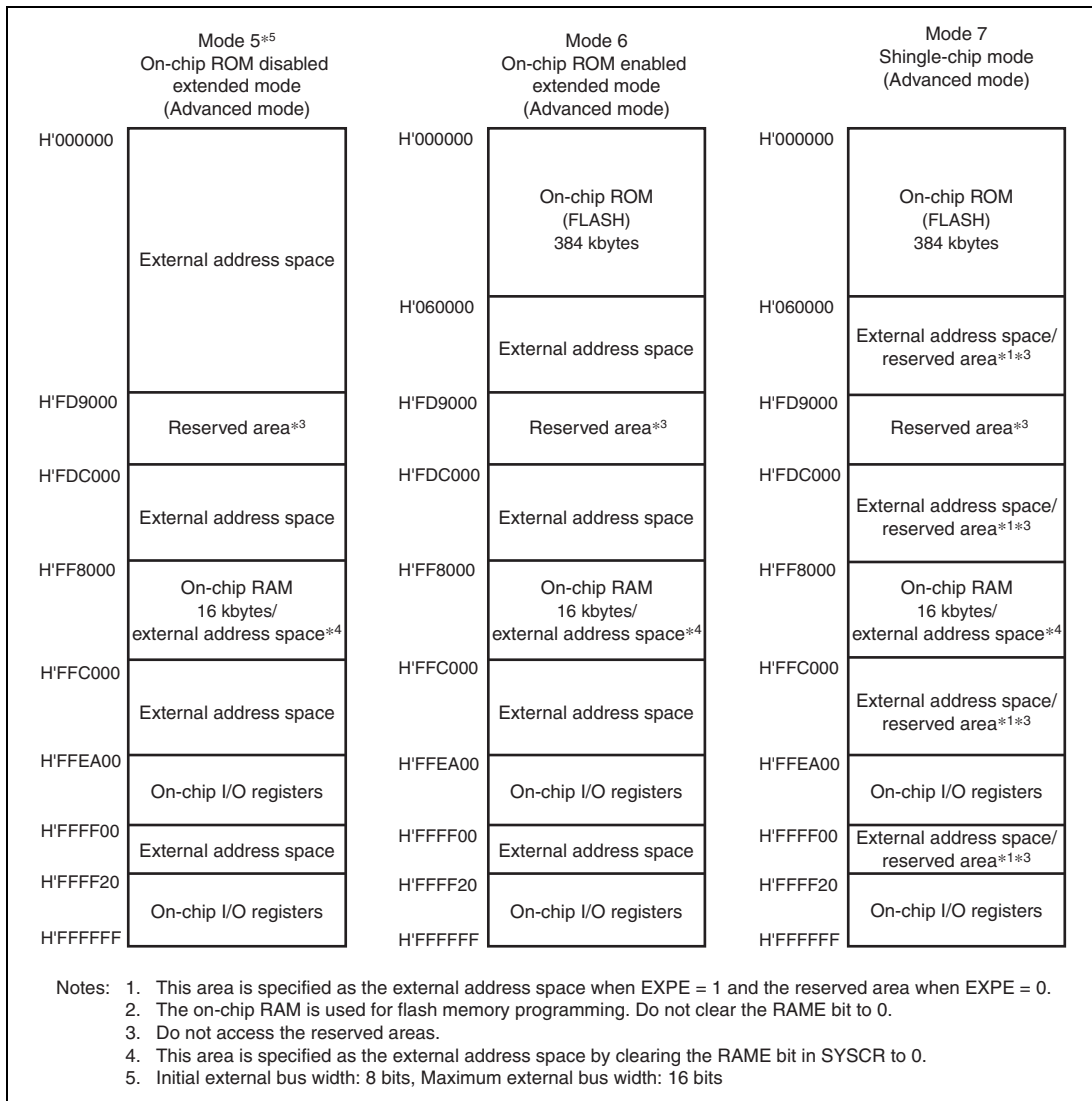 Mode 5*5
On-chip ROM disabled
extended mode
(Advanced mode)
H'000000
External address space
H'FD9000
Reserved area*3
H'FDC000
External address space
H'FF8000
On-chip RAM
16 kbytes/
external address space*4
H'FFC000
External address space
H'FFEA00
On-chip I/O registers
H'FFFF00
External address space
H'FFFF20
On-chip I/O registers
H'FFFFFF
Mode 6
On-chip ROM enabled
extended mode
(Advanced mode)
H'000000
On-chip ROM
(FLASH)
384 kbytes
H'060000
External address space
H'FD9000
Reserved area*3
H'FDC000
External address space
H'FF8000
On-chip RAM
16 kbytes/
external address space*4
H'FFC000
External address space
H'FFEA00
On-chip I/O registers
H'FFFF00
External address space
H'FFFF20
On-chip I/O registers
H'FFFFFF
Mode 7
Shingle-chip mode
(Advanced mode)
H'000000
On-chip ROM
(FLASH)
384 kbytes
H'060000
External address space/
reserved area*1*3
H'FD9000
Reserved area*3
H'FDC000
External address space/
reserved area*1*3
H'FF8000
On-chip RAM
16 kbytes/
external address space*4
H'FFC000
External address space/
reserved area*1*3
H'FFEA00
On-chip I/O registers
H'FFFF00
External address space/
reserved area*1*3
H'FFFF20
On-chip I/O registers
H'FFFFFF
Notes: 1. This area is specified as the external address space when EXPE = 1 and the reserved area when EXPE = 0.
2. The on-chip RAM is used for flash memory programming. Do not clear the RAME bit to 0.
3. Do not access the reserved areas.
4. This area is specified as the external address space by clearing the RAME bit in SYSCR to 0.
5. Initial external bus width: 8 bits, Maximum external bus width: 16 bits